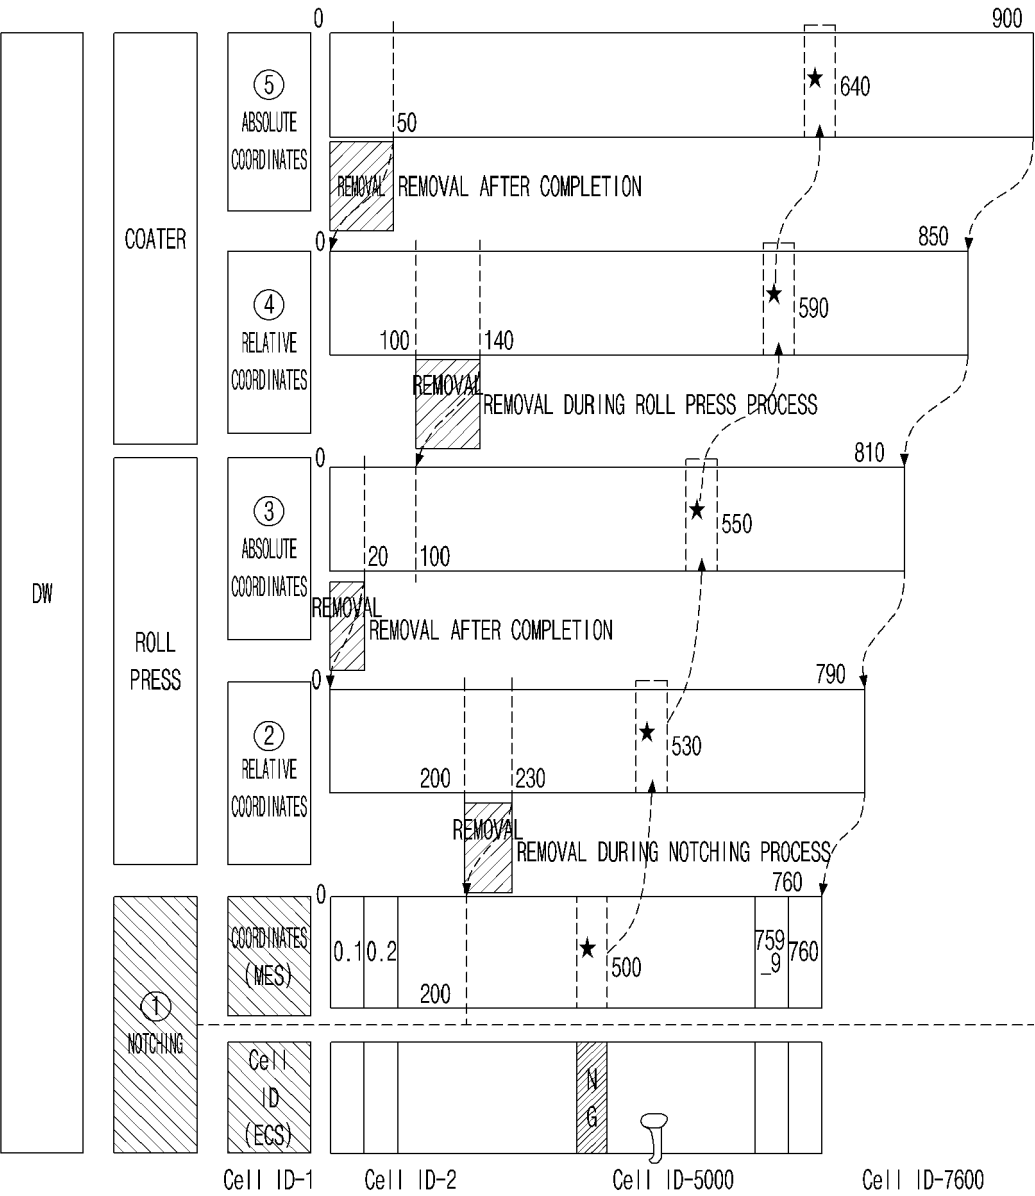 0
900
⑤
ABSOLUTE
COORDINATES
★
640
50
REMOVAL
REMOVAL AFTER COMPLETION
COATER
0
850
④
RELATIVE
COORDINATES
★
590
100
140
REMOVAL
REMOVAL DURING ROLL PRESS PROCESS
0
810
③
ABSOLUTE
COORDINATES
★
550
20
100
DW
REMOVAL
REMOVAL AFTER COMPLETION
ROLL
PRESS
0
790
②
RELATIVE
COORDINATES
★
530
200
230
REMOVAL
REMOVAL DURING NOTCHING PROCESS
0
760
COORDINATES
(MES)
0.1
0.2
★
500
759
_9
760
200
①
NOTCHING
Cell
ID
(ECS)
N
G
Cell ID-1
Cell ID-2
Cell ID-5000
Cell ID-7600